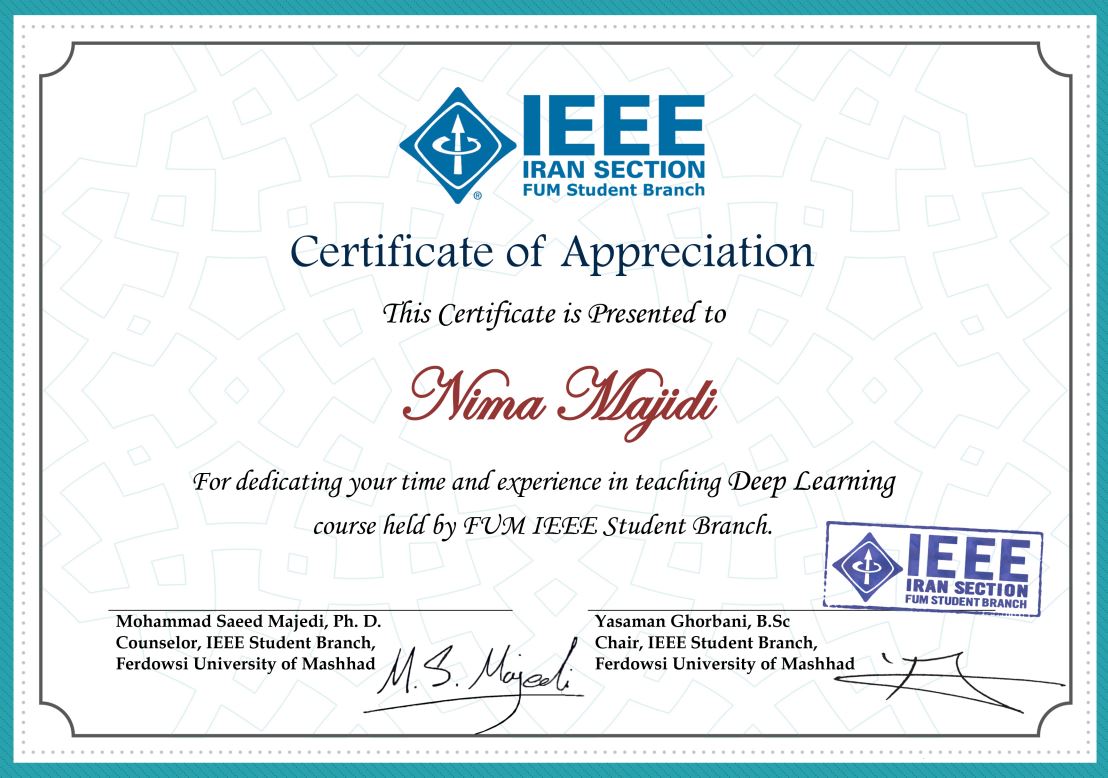 IEEE
IRAN SECTION
FUM Student Branch
®
Certificate of Appreciation
This Certificate is Presented to
Nima Majidi
For dedicating your time and experience in teaching Deep Learning
course held by FUM IEEE Student Branch.
IEEE
IRAN SECTION
FUM STUDENT BRANCH
Mohammad Saeed Majedi, Ph. D.
Counselor, IEEE Student Branch,
Ferdowsi University of Mashhad
M. S. Majedi
Yasaman Ghorbani, B.Sc
Chair, IEEE Student Branch,
Ferdowsi University of Mashhad